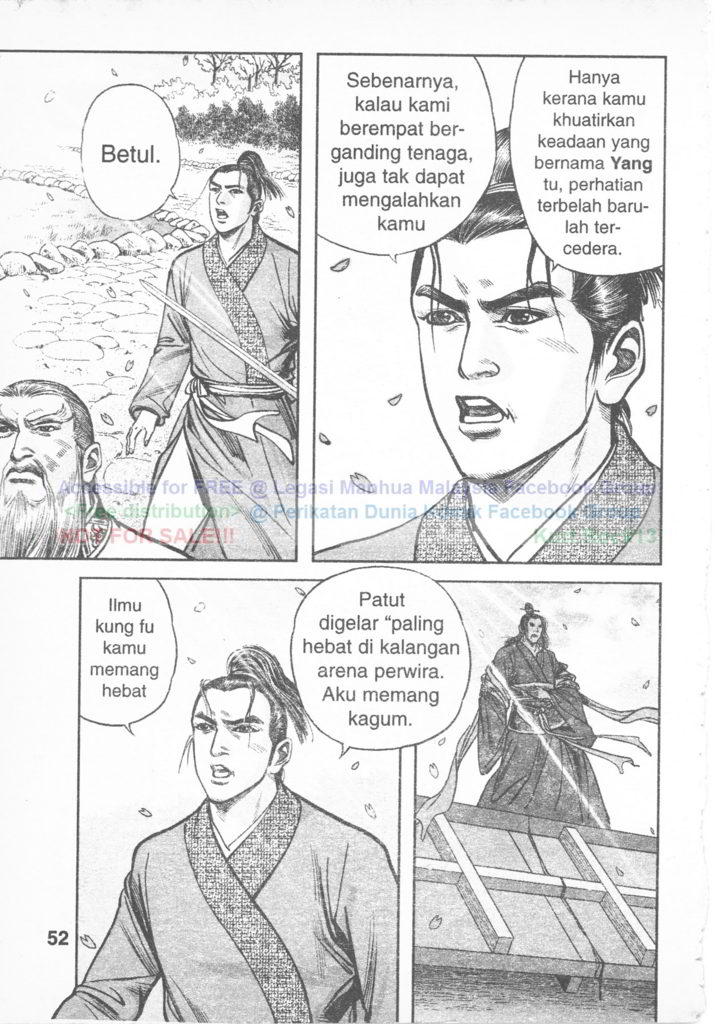 Betul.
Sebenarnya,
kalau kami
berempat ber-
ganding tenaga,
juga tak dapat
mengalahkan
kamu
Hanya
kerana kamu
khuatirkan
keadaan yang
bernama Yang
tu, perhatian
terbelah baru-
lah ter-
cedera.
Accessible for FREE @ Legasi Manhua Malaysia Facebook Group
<Free distribution> @ Perikatan Dunia Komik Facebook Group
NOT FOR SALE!!!
Ilmu
kung fu
kamu
memang
hebat
Patut
digelar “paling
hebat di kalangan
arena perwira.
Aku memang
kagum.
52